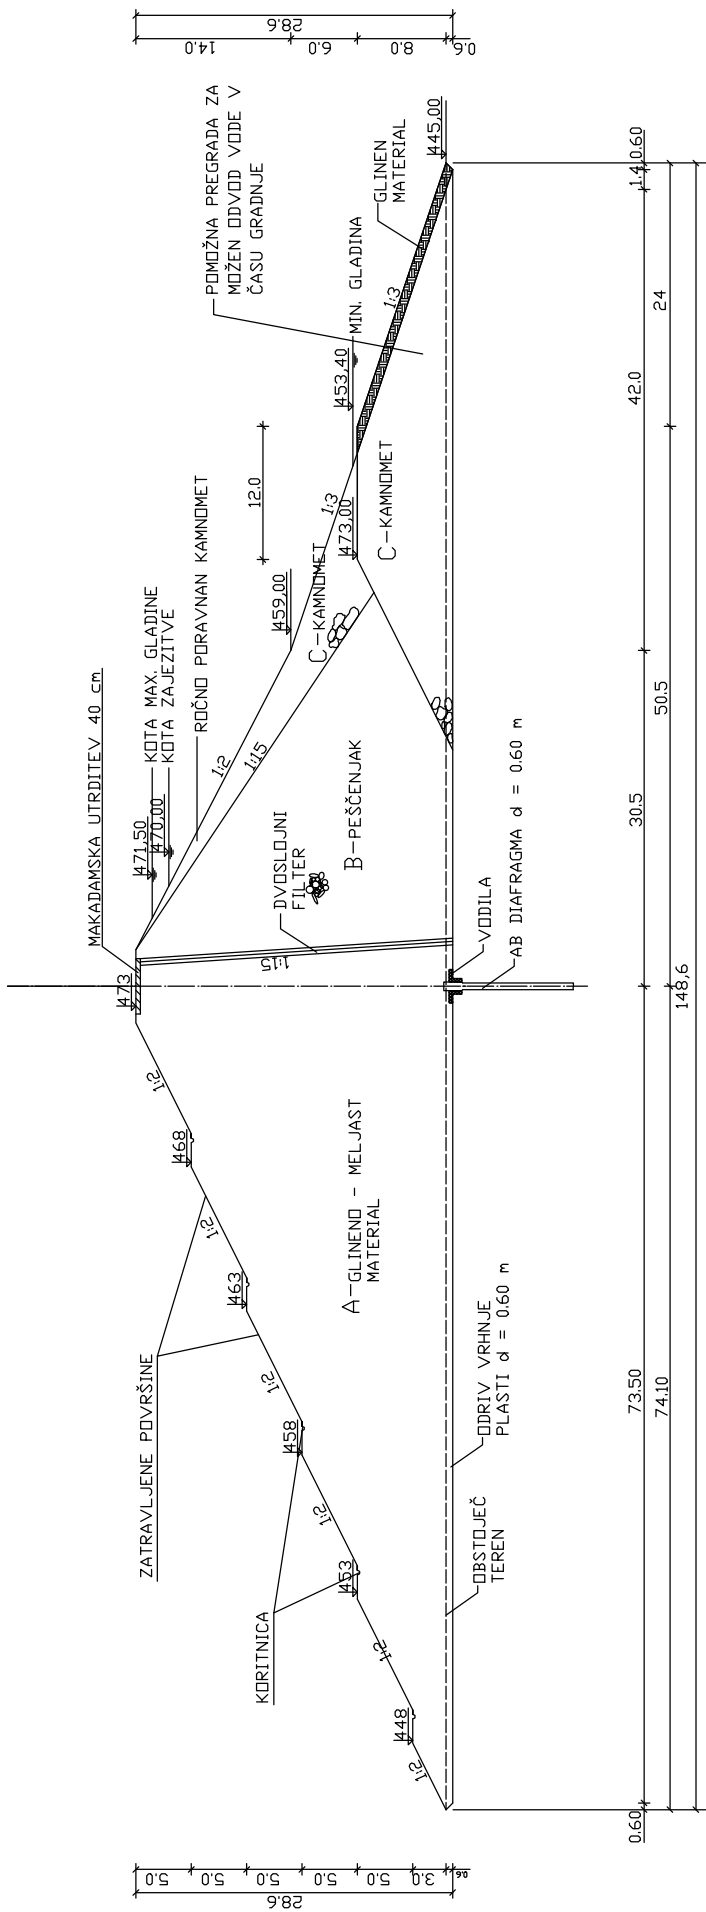 28.6
14.0
6.0
8.0
0.6
POMOŽNA PREGRADA ZA
MOŽEN ODVOD VODE V
ČASU GRADNJE
GLINEN
MATERIAL
445,00
MIN. GLADINA
453,40
1:3
12.0
C-KAMNOMET
473,00
1:3
459,00
C-KAMNOMET
ROČNO PORAVNAN KAMNOMET
KOTA MAX. GLADINE
KOTA ZAJEZITVE
471,50
470,00
1:2
1:15
MAKADAMSKA UTRDITEV 40 cm
B-PEŠČENJAK
DVOSLOJNI
FILTER
1:15
473
VODILA
AB DIAFRAGMA d = 0.60 m
1:2
468
1:2
463
1:2
458
1:2
453
1:2
448
1:2
A-GLINENO - MELJAST
MATERIAL
ZATRAVLJENE POVRŠINE
KORITNICA
ODRIV VRHNJE
PLASTI d = 0.60 m
OBSTOJEČ
TEREN
0.60
73.50
30.5
42.0
1.4
0.60
74.10
50.5
24
148,6
28.6
5.0
5.0
5.0
5.0
5.0
3.0
0.6